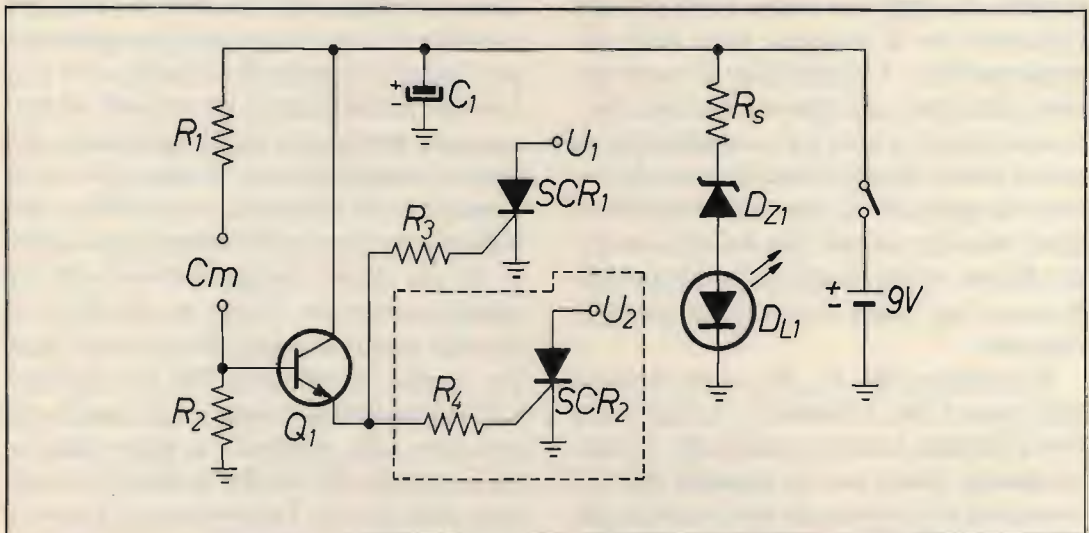 R1
+
-
C1
Rs
U1
SCR1
R3
DZ1
Cm
U2
+
-
9V
DL1
SCR2
R4
R2
Q1